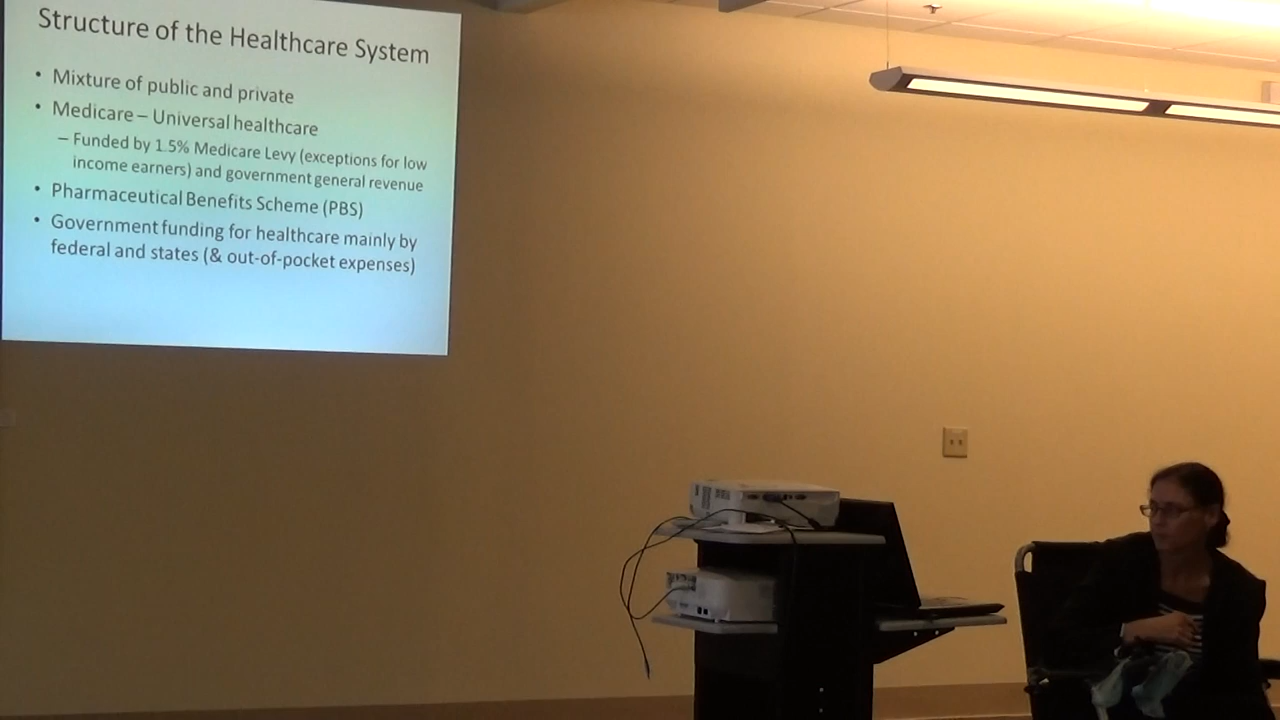 Structure of the Healthcare System
• Mixture of public and private
• Medicare – Universal healthcare
– Funded by 1.5% Medicare Levy (exceptions for low
income earners) and government general revenue
• Pharmaceutical Benefits Scheme (PBS)
• Government funding for healthcare mainly by
federal and states (& out-of-pocket expenses)